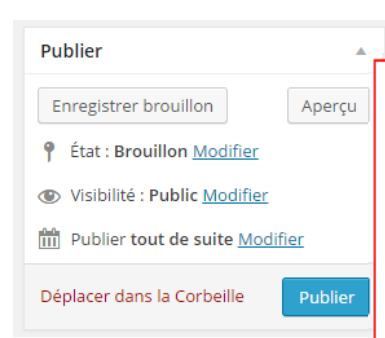 Publier
Enregistrer brouillon Aperçu
État : Brouillon Modifier
Visibilité : Public Modifier
Publier tout de suite Modifier
Déplacer dans la Corbeille Publier